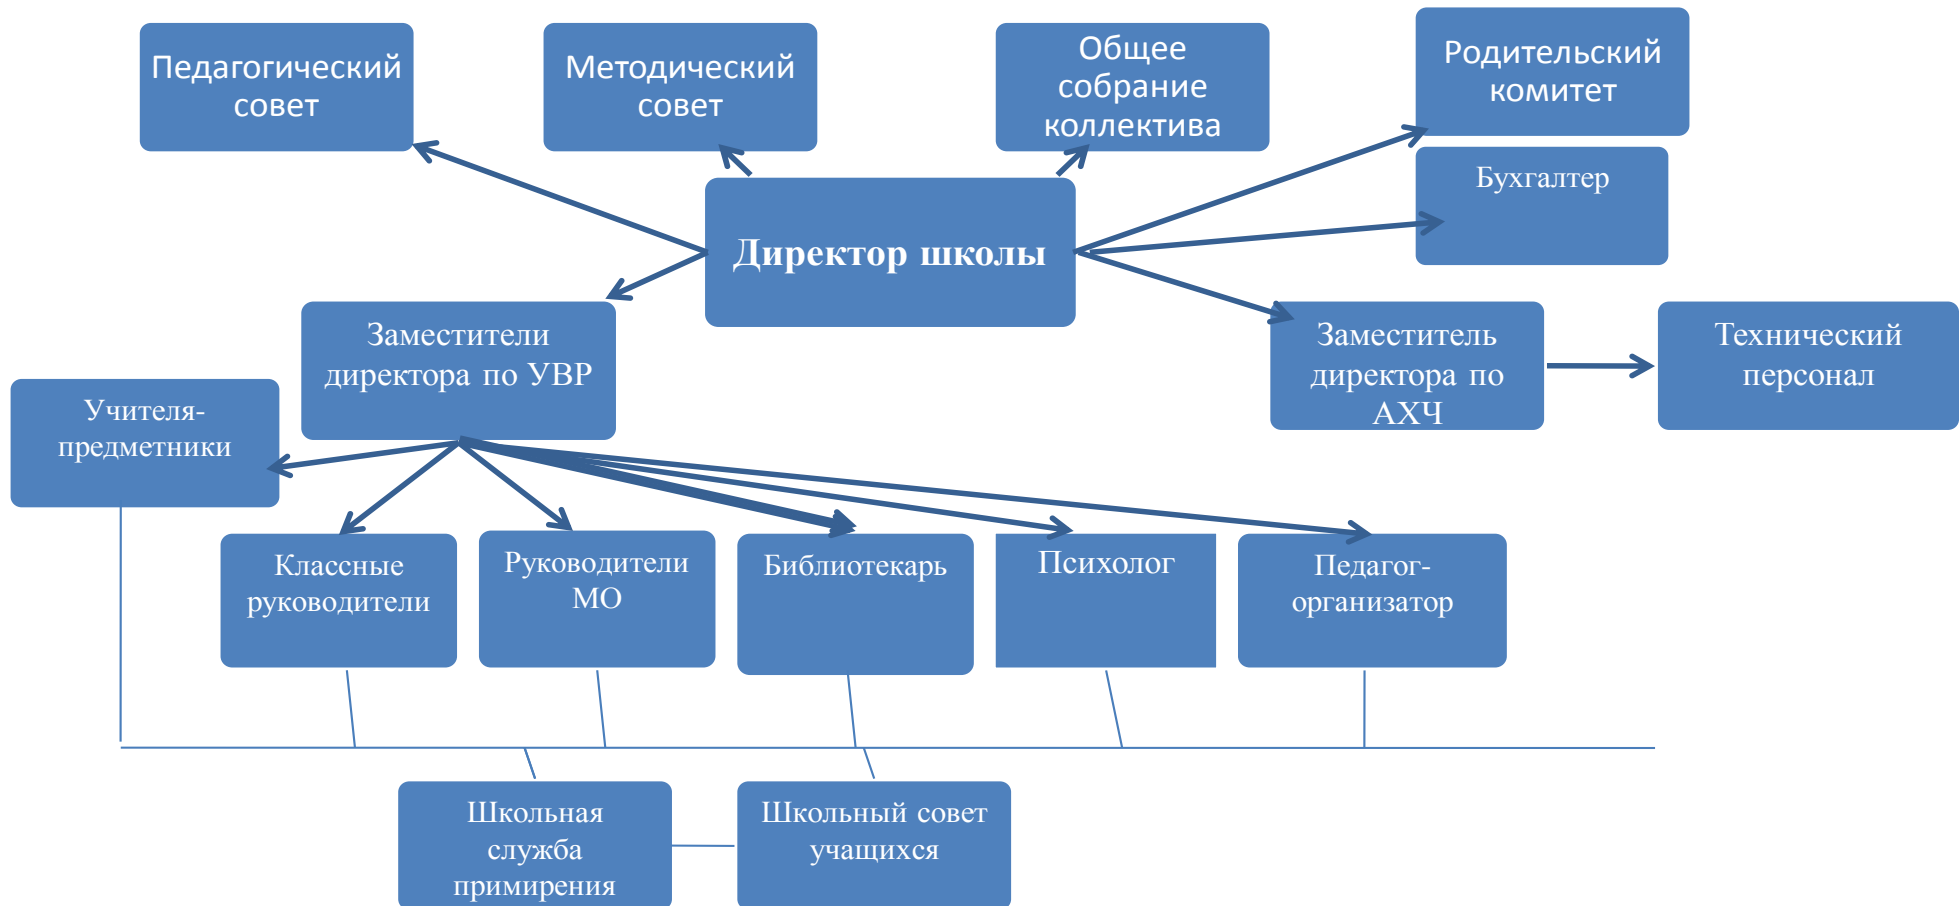 Педагогический
совет
Методический
совет
Общее
собрание
коллектива
Родительский
комитет
Бухгалтер
Директор школы
Заместители
директора по УВР
Заместитель
директора по
АХЧ
Технический
персонал
Учителя-
предметники
Классные
руководители
Руководители
МО
Библиотекарь
Психолог
Педагог-
организатор
Школьная
служба
примирения
Школьный совет
учащихся